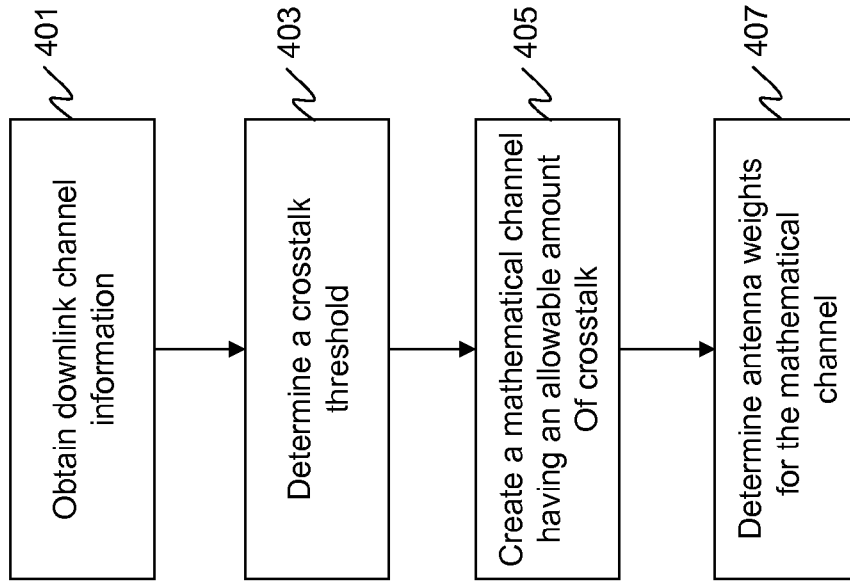 Obtain downlink channel
information
401
Determine a crosstalk
threshold
403
Create a mathematical channel
having an allowable amount
Of crosstalk
405
Determine antenna weights
for the mathematical
channel
407